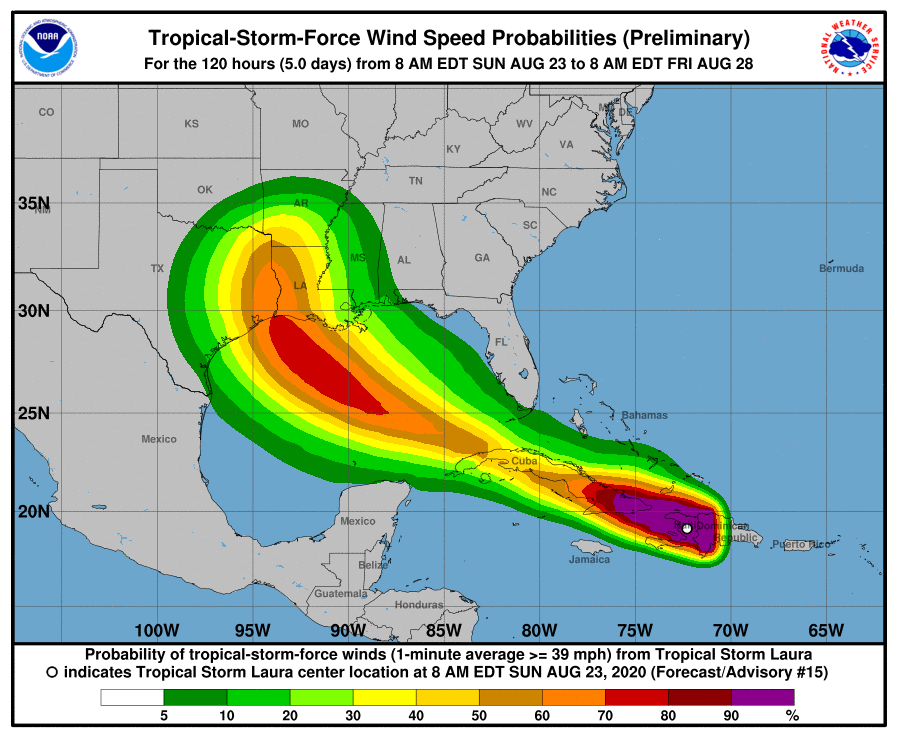 Tropical-Storm-Force Wind Speed Probabilities (Preliminary)
For the 120 hours (5.0 days) from 8 AM EDT SUN AUG 23 to 8 AM EDT FRI AUG 28
NOAA
NATIONAL WEATHER SERVICE
CO
KS
MO
WV
MD
DE
KY
VA
OK
TN
NC
35N
NM
AR
SC
TX
MS
AL
GA
Bermuda
LA
30N
FL
25N
Mexico
Bahamas
Cuba
20N
Mexico
Haiti
Dominican
Republic
Puerto Rico
Jamaica
Belize
Guatemala
Honduras
100W 95W 90W 85W 80W 75W 70W 65W
Probability of tropical-storm-force winds (1-minute average >= 39 mph) from Tropical Storm Laura
indicates Tropical Storm Laura center location at 8 AM EDT SUN AUG 23, 2020 (Forecast/Advisory #15)
5 10 20 30 40 50 60 70 80 90 %